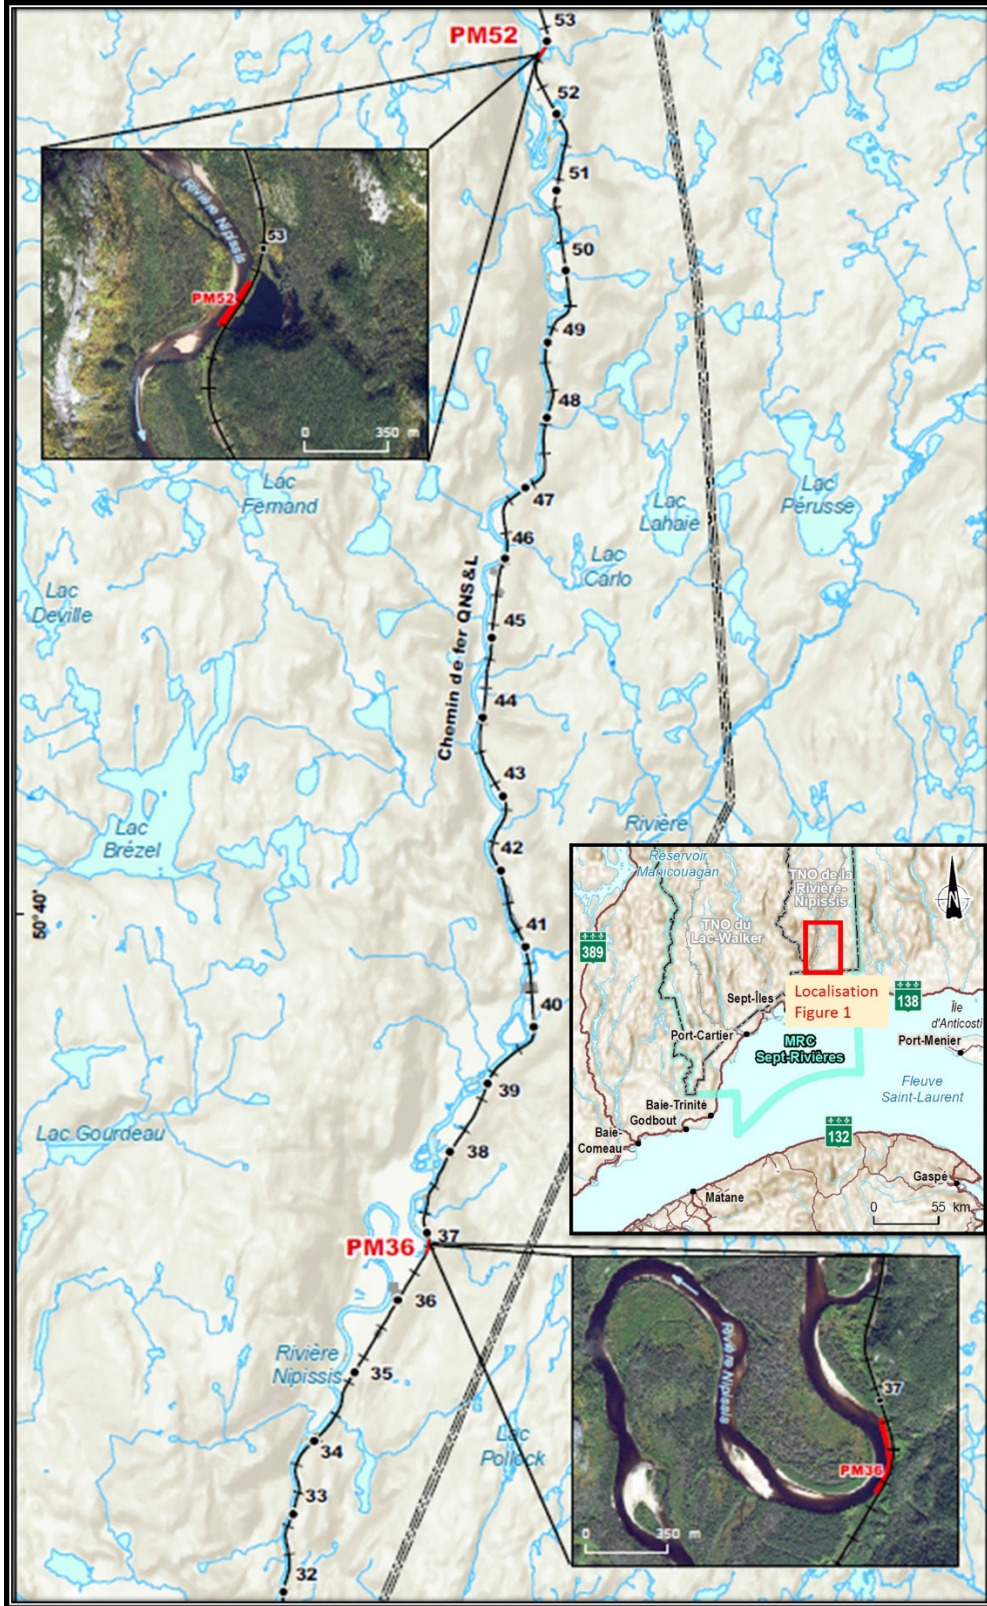 53
PM52
52
51
Rivière Nipissis
53
PM52
0 350 m
50
49
48
Lac
Fernand
47
Lac
Lahaie
Lac
Pérusse
46
Lac
Carlo
Lac
Deville
Chemin de fer QNS&L
45
44
43
Lac
Brézel
Rivière
42
50°40'
41
40
39
Lac Gourdeau
38
37
PM36
36
Rivière
Nipissis
35
34
Lac
Pollock
33
32
Réservoir
Manicouagan
TNO de la
Rivière-
Nipissis
N
TNO du
Lac-Walker
389
Sept-Îles
Localisation
Figure 1
138
Île
d'Anticosti
Port-Cartier
MRC
Sept-Rivières
Port-Menier
Fleuve
Saint-Laurent
Baie-Trinité
Godbout
Baie-
Comeau
132
Matane
Gaspé
0 55 km
Rivière Nipissis
37
PM36
0 350 m